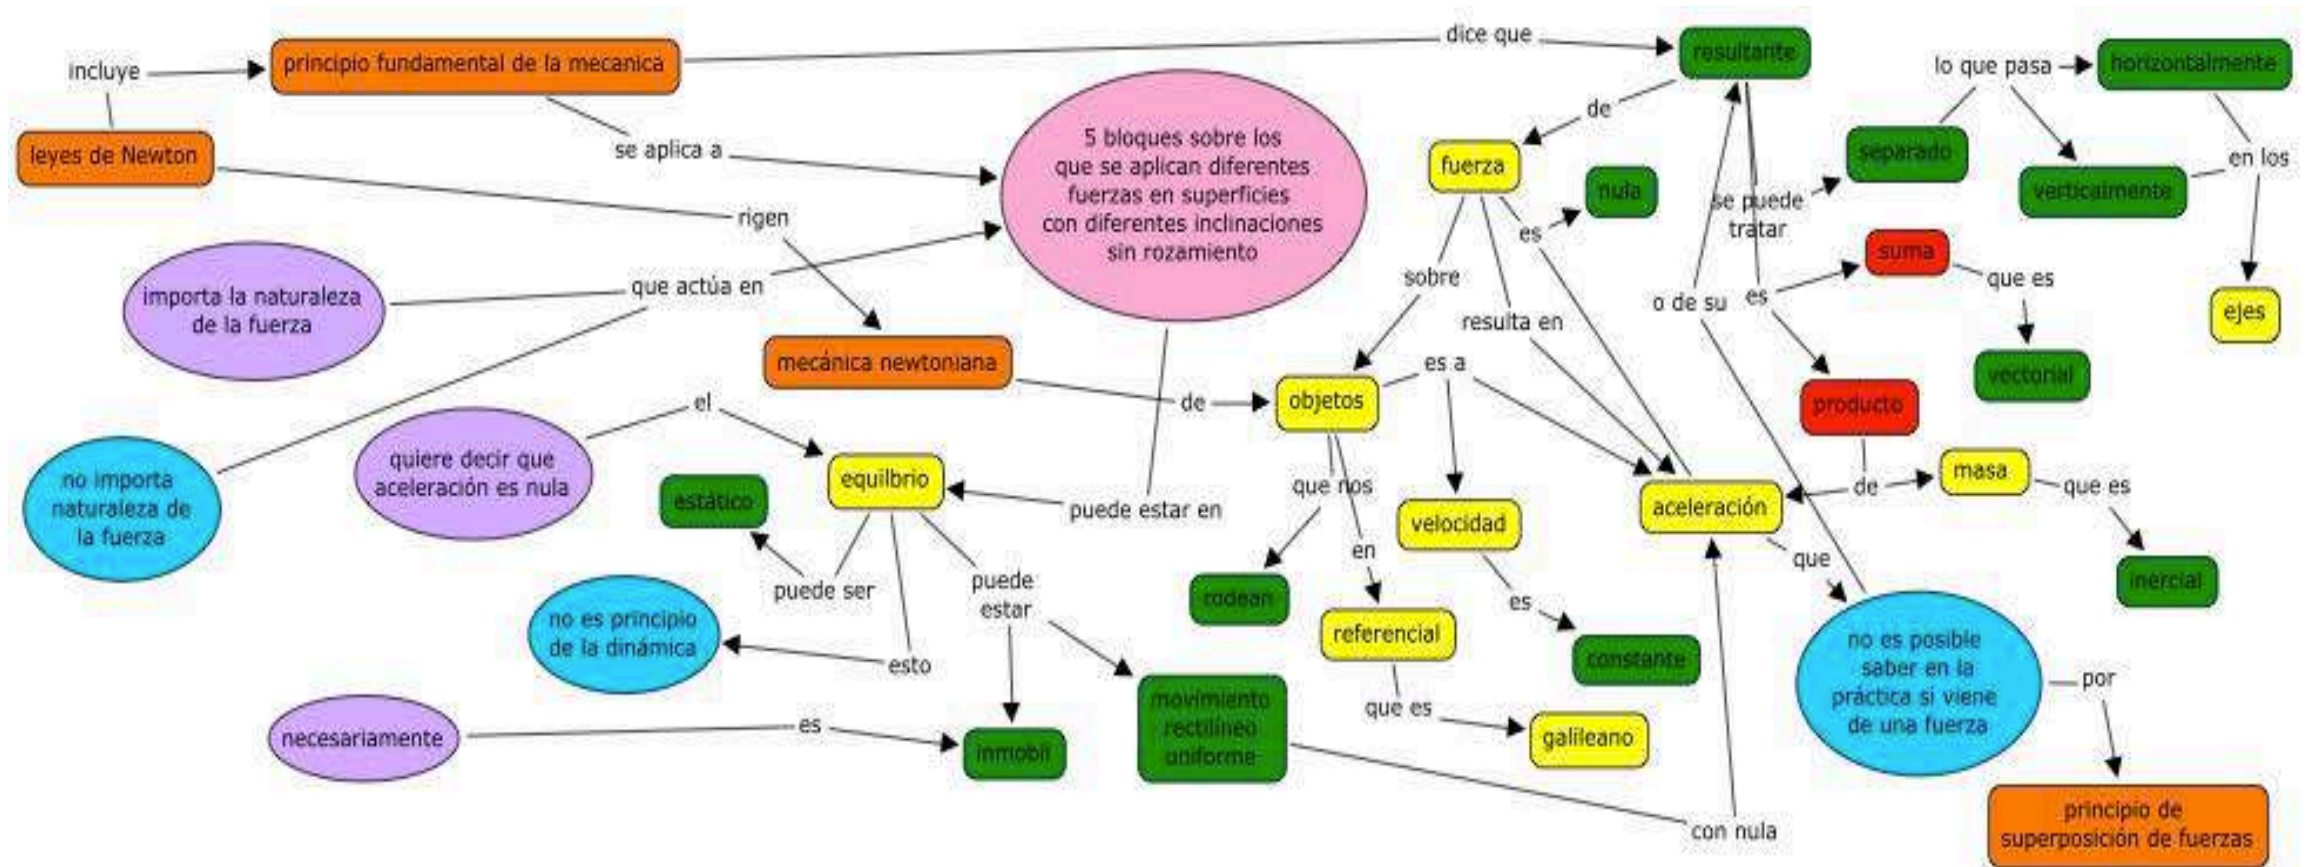 dice que
resultante
principio fundamental de la mecanica
incluye
lo que pasa
horizontalmente
de
5 bloques sobre los
que se aplican diferentes
fuerzas en superficies
con diferentes inclinaciones
sin rozamiento
leyes de Newton
se aplica a
fuerza
separado
en los
nula
verticalmente
se puede
tratar
rigen
es
suma
importa la naturaleza
de la fuerza
que actúa en
sobre
que es
o de su
es
ejes
resulta en
mecánica newtoniana
es a
vectorial
el
de
objetos
producto
no importa
naturaleza de
la fuerza
quiere decir que
aceleración es nula
equilbrio
estático
puede estar en
que nos
velocidad
aceleración
de
masa
que es
en
que
puede ser
puede
estar
rodean
es
inercial
no es principio
de la dinámica
esto
referencial
constante
no es posible
saber en la
práctica si viene
de una fuerza
por
necesariamente
es
inmobil
movimiento
rectilineo
uniforme
que es
galileano
con nula
principio de
superposición de fuerzas